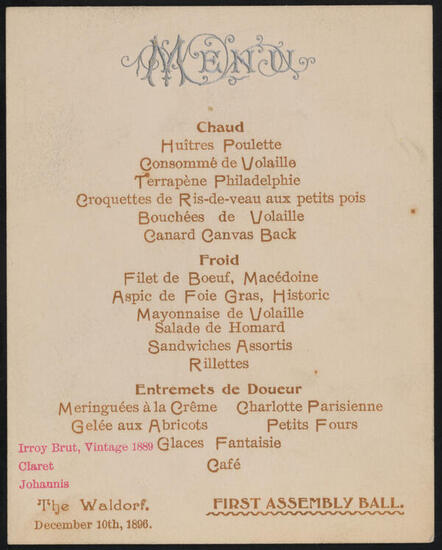 Menu
Chaud
Huîtres Poulette
Consommé de Volaille
Terrapène Philadelphie
Croquettes de Ris-de-veau aux petits pois
Bouchées de Volaille
Canard Canvas Back
Froid
Filet de Boeuf, Macédoine
Aspic de Foie Gras, Historic
Mayonnaise de Volaille
Salade de Homard
Sandwiches Assortis
Rillettes
Entremets de Douceur
Meringuées à la Crême Charlotte Parisienne
Gelée aux Abricots Petits Fours
Irroy Brut, Vintage 1889 Glaces Fantaisie
Claret Café
Johaunis
The Waldorf. FIRST ASSEMBLY BALL.
December 10th, 1896.